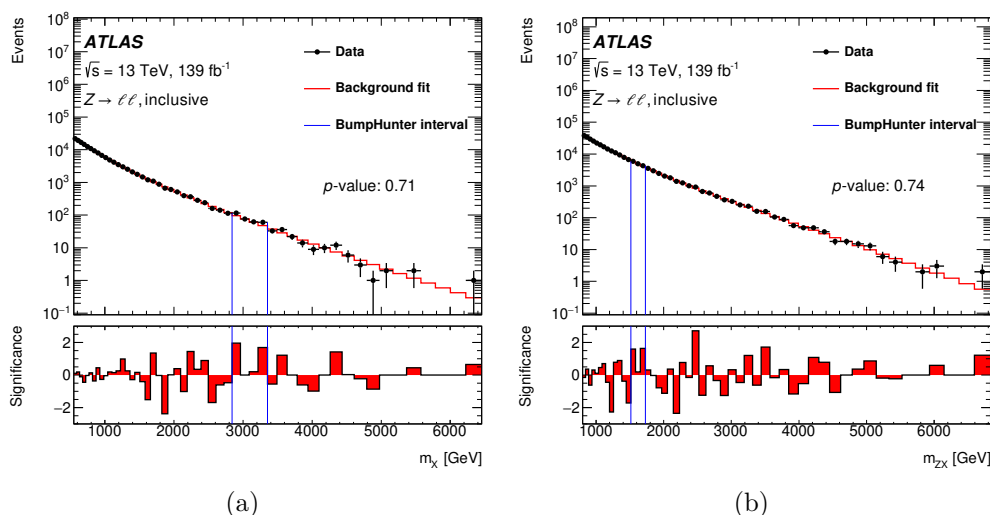 Events
10⁸
10⁷
10⁶
10⁵
10⁴
10³
10²
10
1
10⁻¹
ATLAS
√s = 13 TeV, 139 fb⁻¹
Z → ℓℓ, inclusive
Data
Background fit
BumpHunter interval
p-value: 0.71
Significance
2
0
−2
1000 2000 3000 4000 5000 6000
m_X [GeV]
(a)
Events
10⁸
10⁷
10⁶
10⁵
10⁴
10³
10²
10
1
10⁻¹
ATLAS
√s = 13 TeV, 139 fb⁻¹
Z → ℓℓ, inclusive
Data
Background fit
BumpHunter interval
p-value: 0.74
Significance
2
0
−2
1000 2000 3000 4000 5000 6000
m_ZX [GeV]
(b)